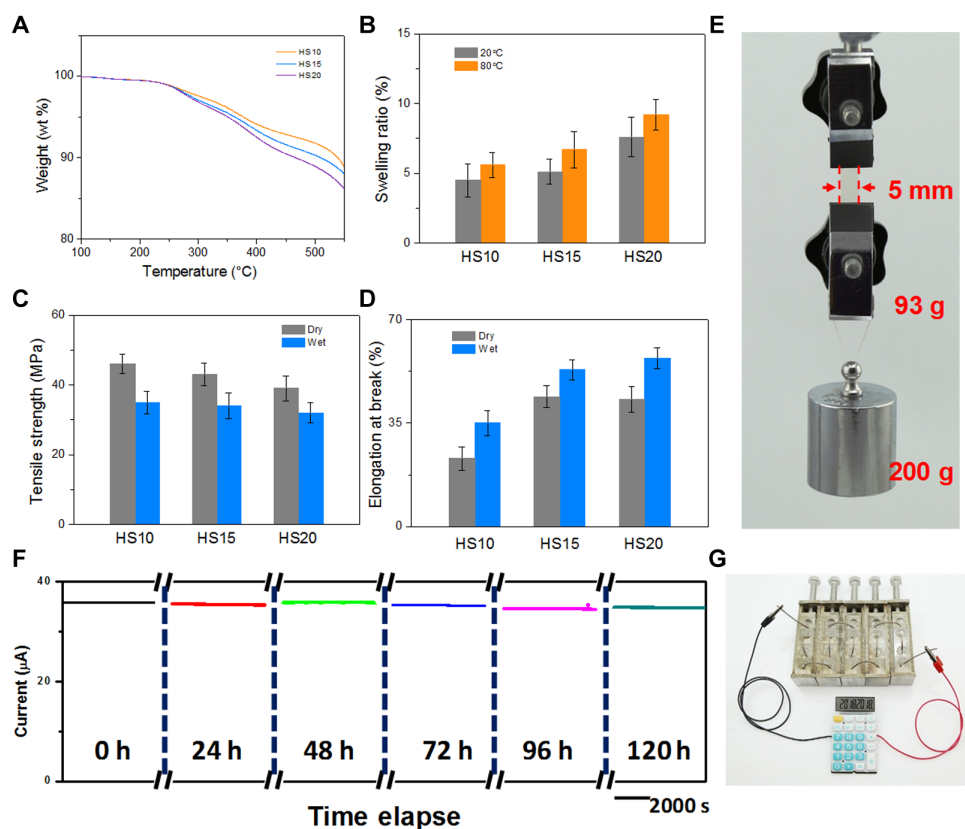 A
HS10
HS15
HS20
100
90
80
Weight (wt %)
100
200
300
400
500
Temperature (°C)
B
20°C
80°C
15
10
5
0
Swelling ratio (%)
HS10
HS15
HS20
C
Dry
Wet
60
40
20
0
Tensile strength (MPa)
HS10
HS15
HS20
D
Dry
Wet
70
35
0
Elongation at break (%)
HS10
HS15
HS20
E
5 mm
93 g
200 g
F
40
20
0
Current (μA)
0 h
24 h
48 h
72 h
96 h
120 h
Time elapse
2000 s
G
20182018